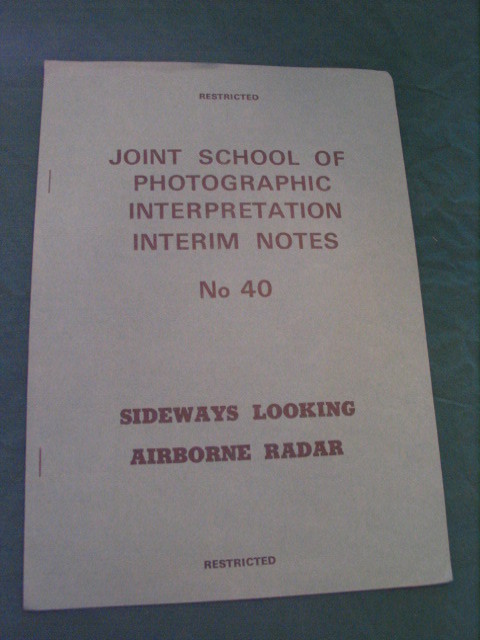 RESTRICTED
JOINT SCHOOL OF
PHOTOGRAPHIC
INTERPRETATION
INTERIM NOTES
No 40
SIDEWAYS LOOKING
AIRBORNE RADAR
RESTRICTED